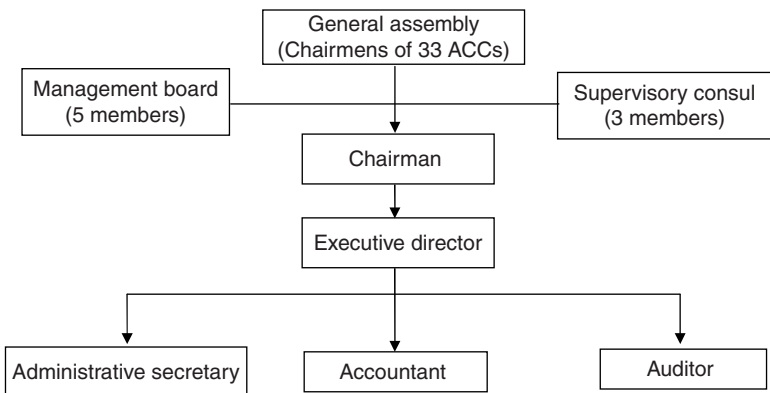 General assembly
(Chairmens of 33 ACCs)
Management board
(5 members)
Supervisory consul
(3 members)
Chairman
Executive director
Administrative secretary
Accountant
Auditor